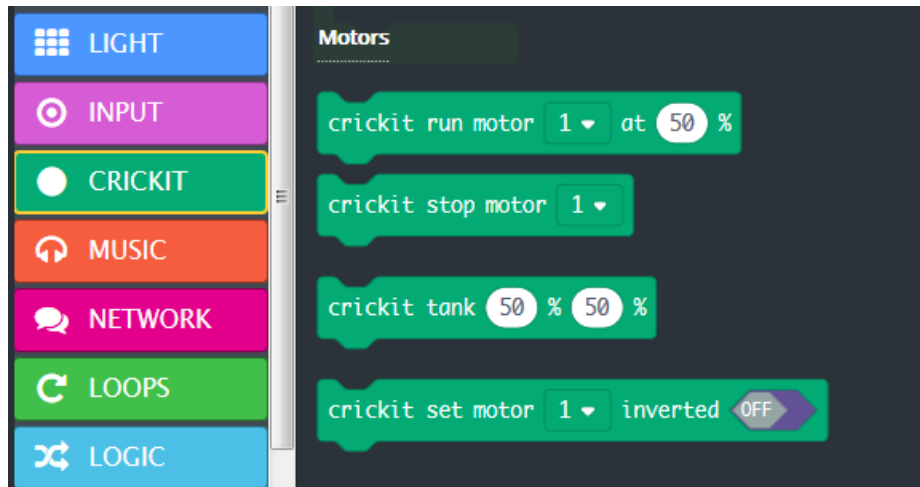 LIGHT
INPUT
CRICKIT
MUSIC
NETWORK
LOOPS
LOGIC
Motors
crickit run motor 1 at 50 %
crickit stop motor 1
crickit tank 50 % 50 %
crickit set motor 1 inverted OFF